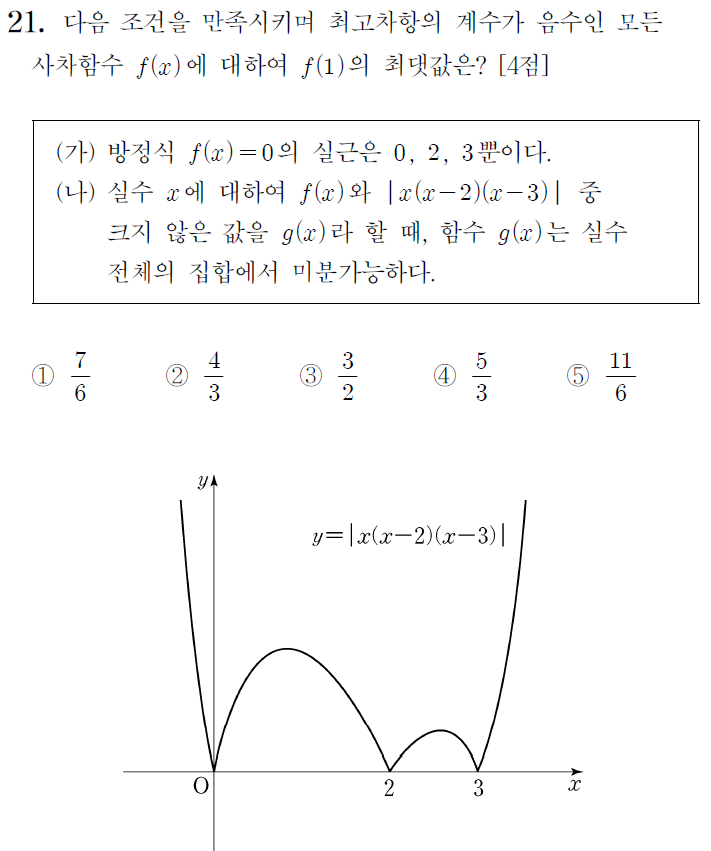 21. 다음 조건을 만족시키며 최고차항의 계수가 음수인 모든
사차함수 f(x)에 대하여 f(1)의 최댓값은? [4점]
(가) 방정식 f(x)=0의 실근은 0, 2, 3뿐이다.
(나) 실수 x에 대하여 f(x)와 |x(x-2)(x-3)| 중
크지 않은 값을 g(x)라 할 때, 함수 g(x)는 실수
전체의 집합에서 미분가능하다.
① 7/6 ② 4/3 ③ 3/2 ④ 5/3 ⑤ 11/6
y
y=|x(x-2)(x-3)|
O 2 3 x